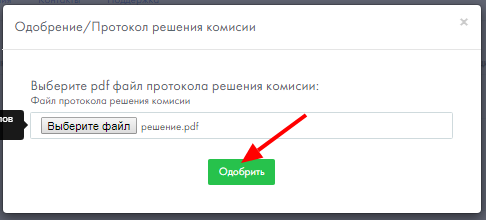 Одобрение/Протокол решения комисии
×
Выберите pdf файл протокола решения комисии:
Файл протокола решения комисии
лов
Выберите файл решение.pdf
Одобрить